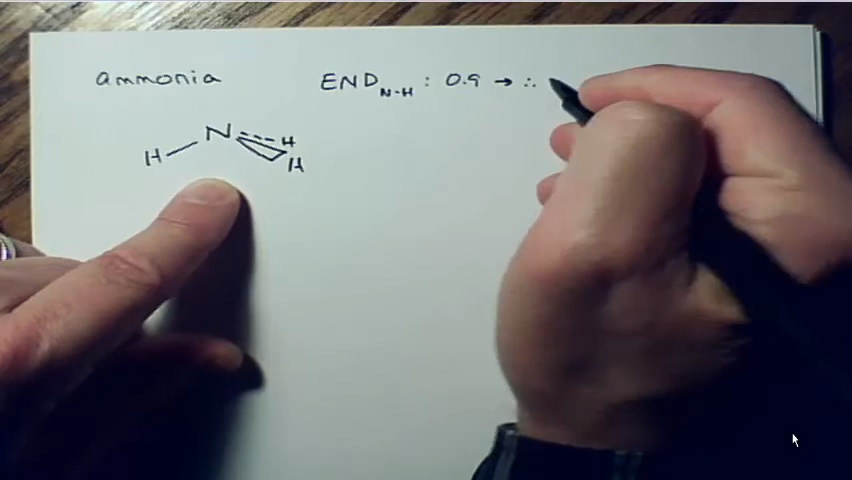 ammonia
END N-H : 0.9 → ∴
N
H
H
H